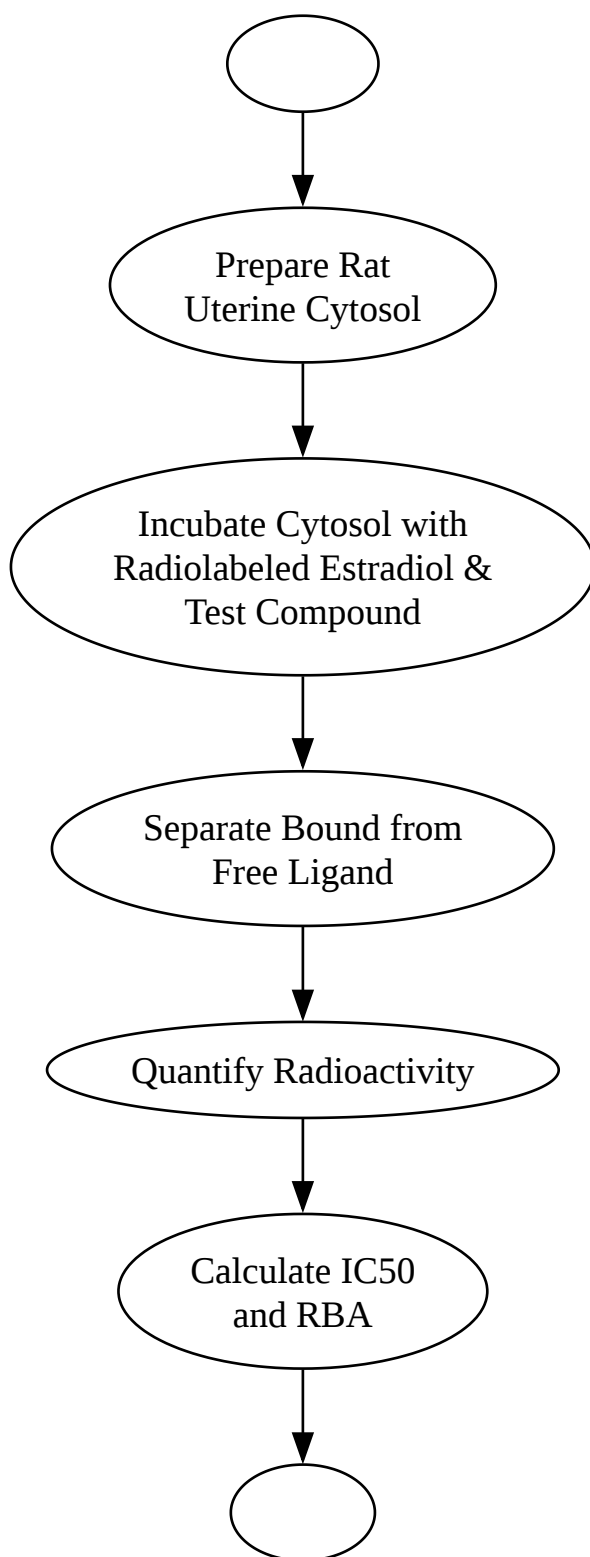 Prepare Rat
Uterine Cytosol
Incubate Cytosol with
Radiolabeled Estradiol &
Test Compound
Separate Bound from
Free Ligand
Quantify Radioactivity
Calculate IC50
and RBA